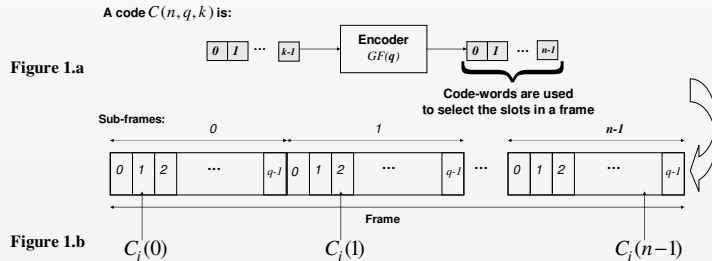 A code C(n, q, k) is:
0 1 ... k-1
Encoder
GF(q)
0 1 ... n-1
Figure 1.a
Code-words are used
to select the slots in a frame
Sub-frames:
0 1 n-1
0 1 2 ... q-1 0 1 2 ... q-1 ... 0 1 2 ... q-1
Frame
Figure 1.b
C_i(0) C_i(1) C_i(n−1)